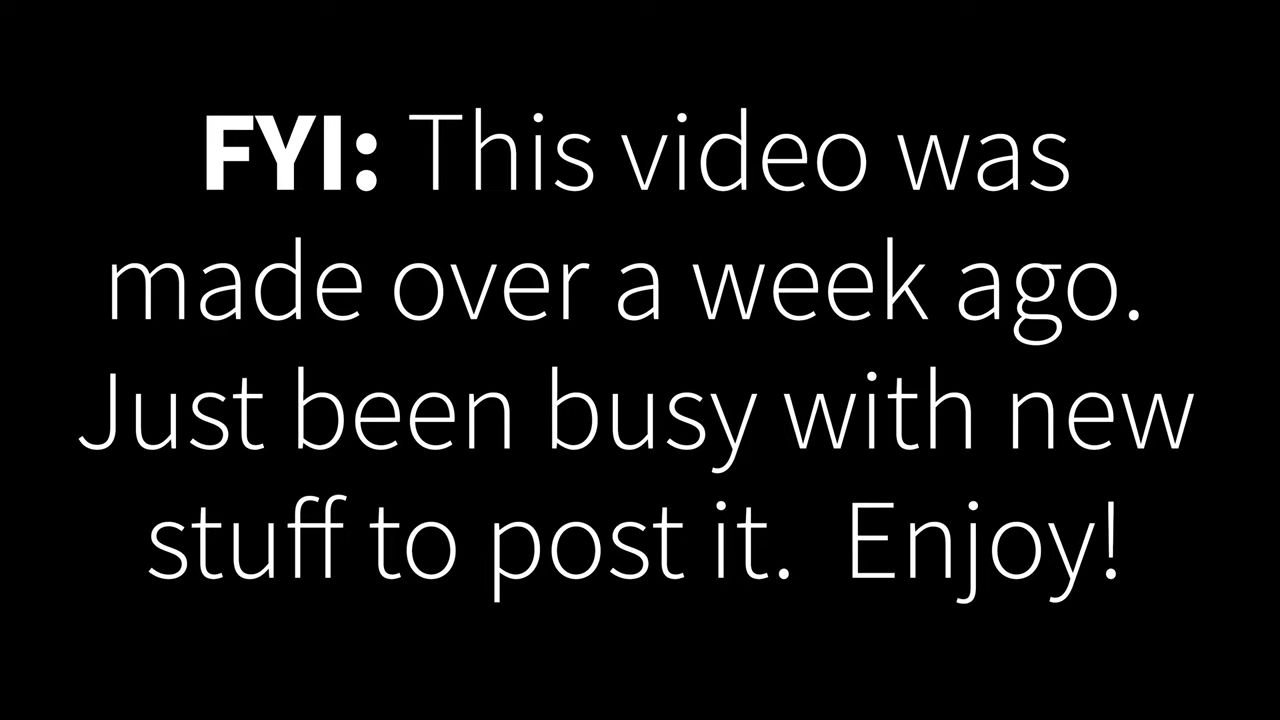 FYI: This video was
made over a week ago.
Just been busy with new
stuff to post it.  Enjoy!